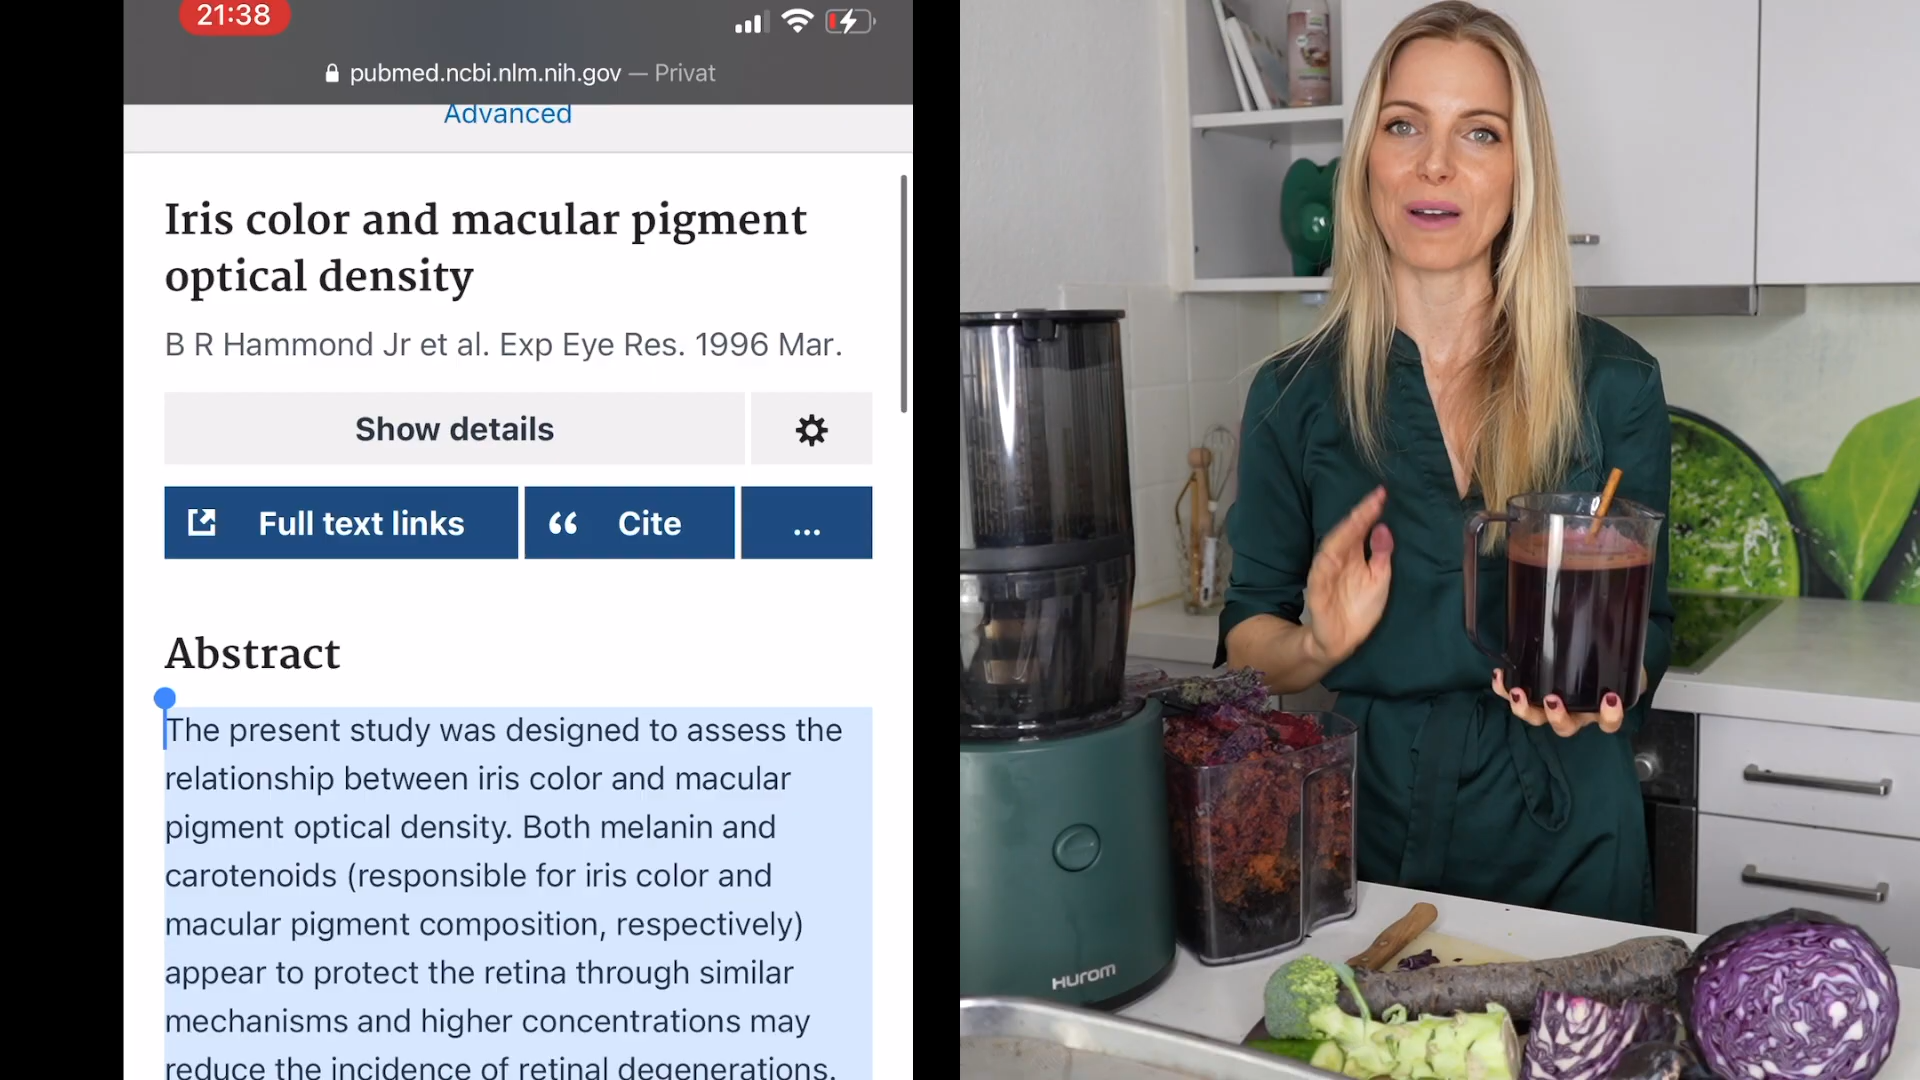 21:38
pubmed.ncbi.nlm.nih.gov — Privat
Advanced
Iris color and macular pigment
optical density
B R Hammond Jr et al. Exp Eye Res. 1996 Mar.
Show details
Full text links
Cite
...
Abstract
The present study was designed to assess the
relationship between iris color and macular
pigment optical density. Both melanin and
carotenoids (responsible for iris color and
macular pigment composition, respectively)
appear to protect the retina through similar
mechanisms and higher concentrations may
reduce the incidence of retinal degenerations.
HUROM